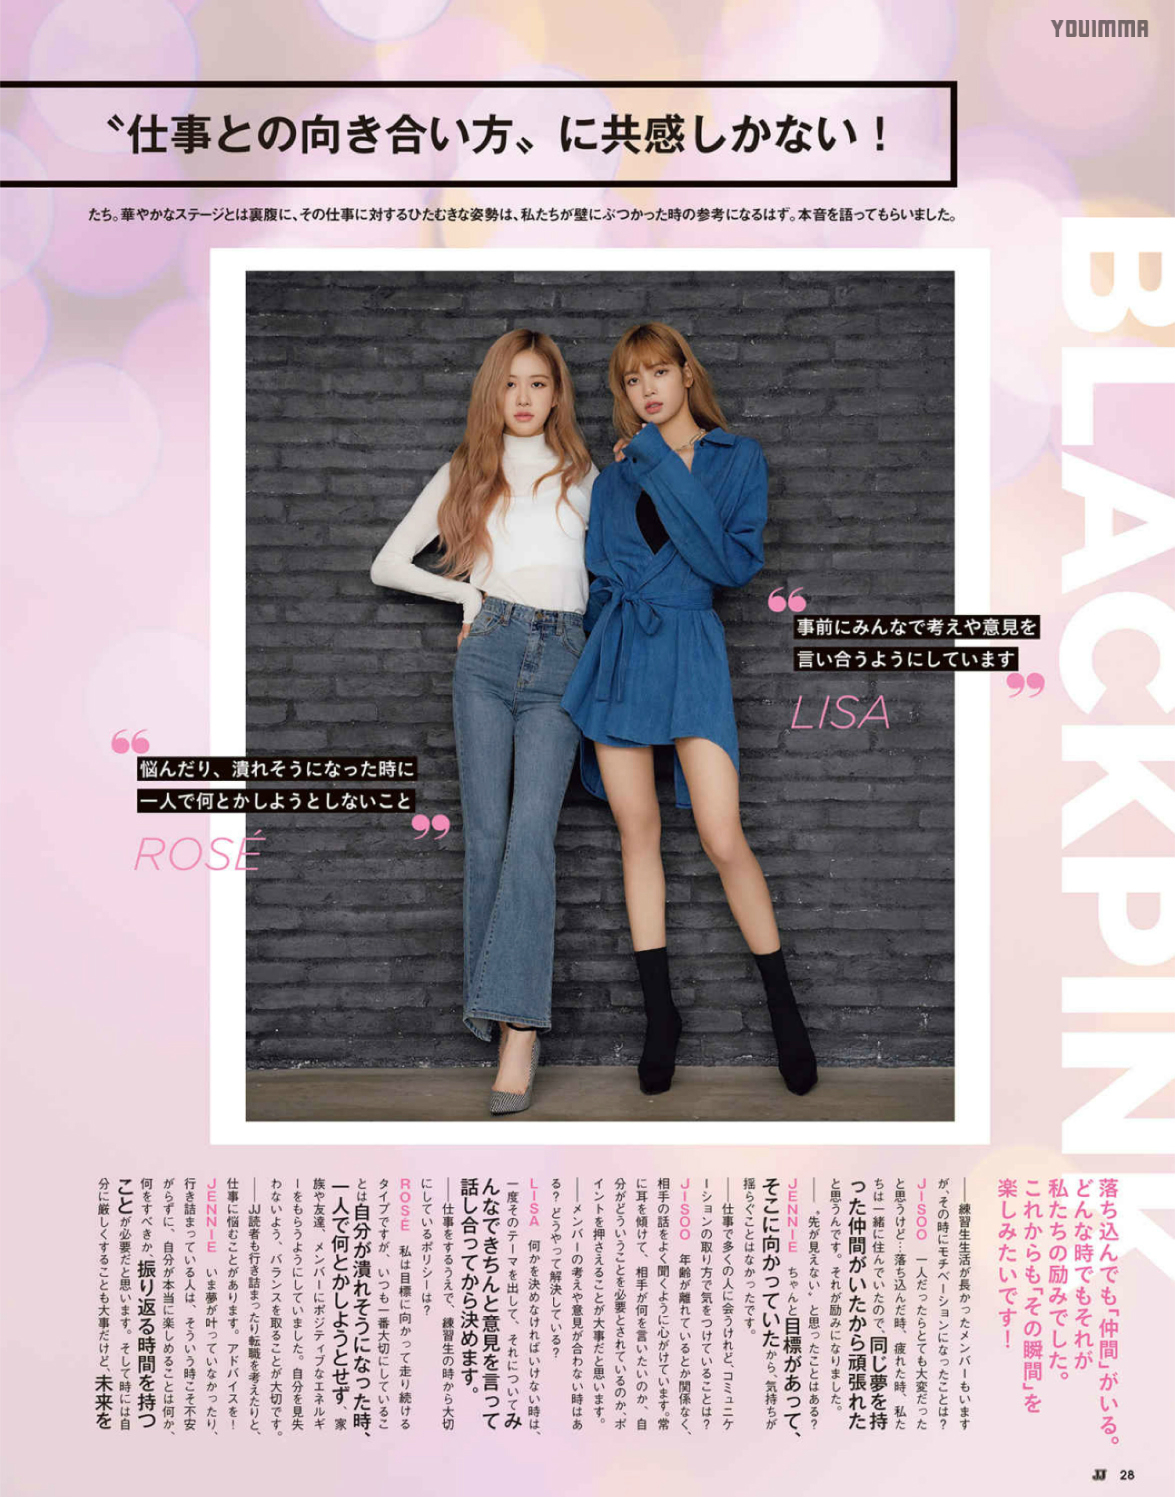 YOUIMMA
〝仕事との向き合い方〟に共感しかない！
たち。華やかなステージとは裏腹に、その仕事に対するひたむきな姿勢は、私たちが壁にぶつかった時の参考になるはず。本音を語ってもらいました。
BLACKPINK
❝
事前にみんなで考えや意見を
言い合うようにしています
❞
LISA
❝
悩んだり、潰れそうになった時に
一人で何とかしようとしないこと
❞
ROSÉ
落ち込んでも「仲間」がいる。
どんな時でもそれが
私たちの励みでした。
これからも「その瞬間」を
楽しみたいです！
──練習生生活が長かったメンバーもいます
が、その時にモチベーションになったことは？
JISOO 一人だったらとても大変だった
と思うけど…落ち込んだ時、疲れた時、私た
ちは一緒に住んでいたので、同じ夢を持
った仲間がいたから頑張れた
と思うんです。それが励みになりました。
──〝先が見えない〟と思ったことはある？
JENNIE ちゃんと目標があって、
そこに向かっていたから、気持ちが
揺らぐことはなかったです。
──仕事で多くの人に会うけれど、コミュニケ
ーションの取り方で気をつけていることは？
JISOO 年齢が離れているとか関係なく、
相手の話をよく聞くように心がけています。常
に耳を傾けて、相手が何を言いたいのか、自
分がどういうことを必要とされているのか、ポ
イントを押さえることが大事だと思います。
──メンバーの考えや意見が合わない時はあ
る？どうやって解決している？
LISA 何かを決めなければいけない時は、
一度そのテーマを出して、それについてみ
んなできちんと意見を言って
話し合ってから決めます。
──仕事をするうえで、練習生の時から大切
にしているポリシーは？
ROSÉ 私は目標に向かって走り続ける
タイプですが、いつも一番大切にしているこ
とは自分が潰れそうになった時、
一人で何とかしようとせず、家
族や友達、メンバーにポジティブなエネルギ
ーをもらうようにしていました。自分を見失
わないよう、バランスを取ることが大切です。
──JJ読者も行き詰まったり転職を考えたりと、
仕事に悩むことがあります。アドバイスを！
JENNIE いま夢が叶っていなかったり、
行き詰まっている人は、そういう時こそ不安
がらずに、自分が本当に楽しめることは何か、
何をすべきか、振り返る時間を持つ
ことが必要だと思います。そして時には自
分に厳しくすることも大事だけど、未来を
JJ 28